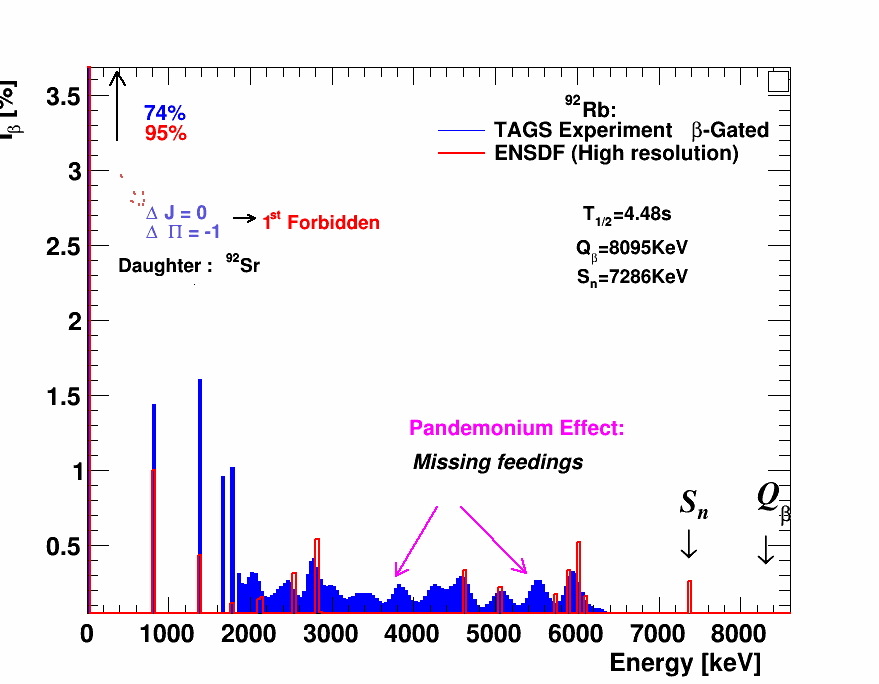 I β [%]
3.5
3
2.5
2
1.5
1
0.5
74%
95%
Δ J = 0
Δ Π = -1
1st Forbidden
Daughter : 92Sr
92Rb:
TAGS Experiment β-Gated
ENSDF (High resolution)
T1/2=4.48s
Qβ=8095KeV
Sn=7286KeV
Pandemonium Effect:
Missing feedings
Sn
Qβ
0 1000 2000 3000 4000 5000 6000 7000 8000
Energy [keV]